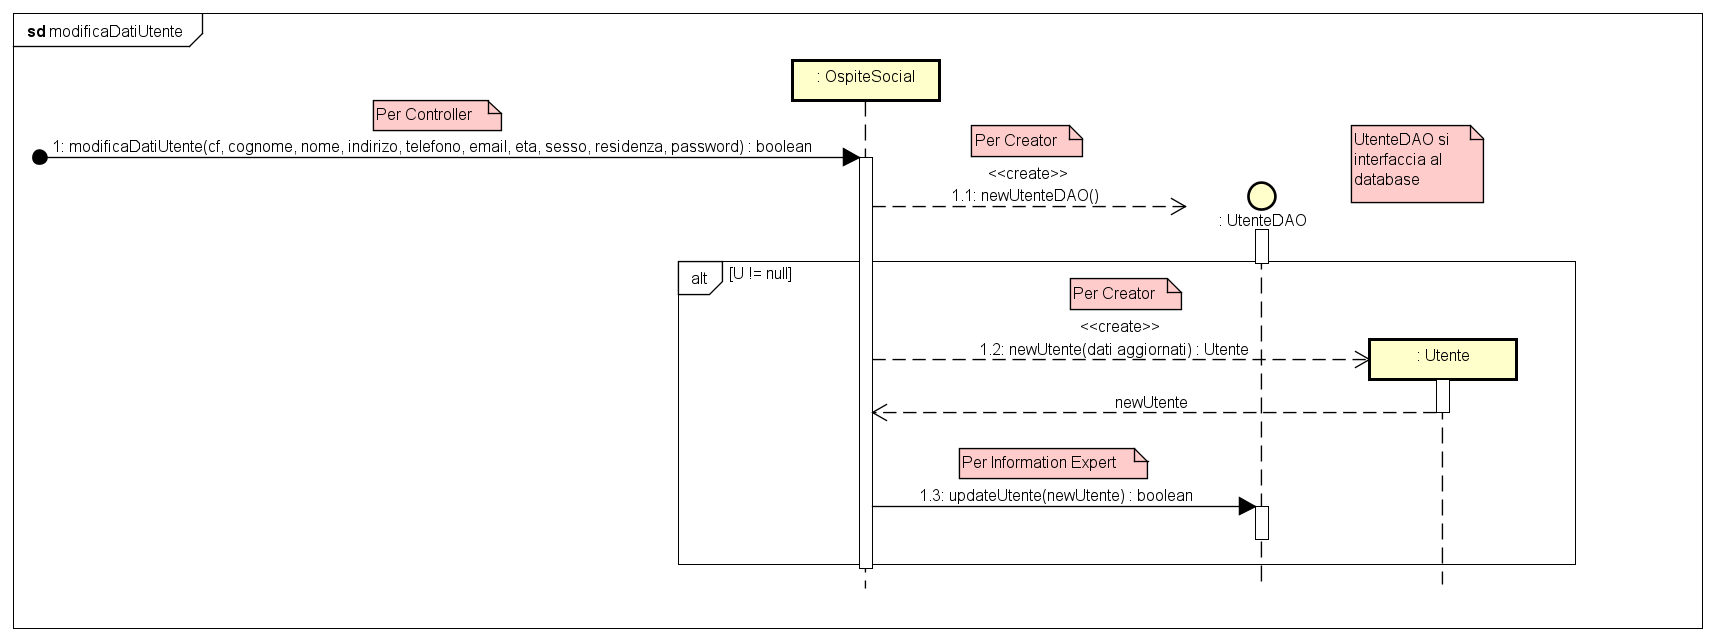 sd modificaDatiUtente
: OspiteSocial
Per Controller
1: modificaDatiUtente(cf, cognome, nome, indirizo, telefono, email, eta, sesso, residenza, password) : boolean
Per Creator
<<create>>
1.1: newUtenteDAO()
UtenteDAO si
interfaccia al
database
: UtenteDAO
alt
[U != null]
Per Creator
<<create>>
1.2: newUtente(dati aggiornati) : Utente
: Utente
newUtente
Per Information Expert
1.3: updateUtente(newUtente) : boolean